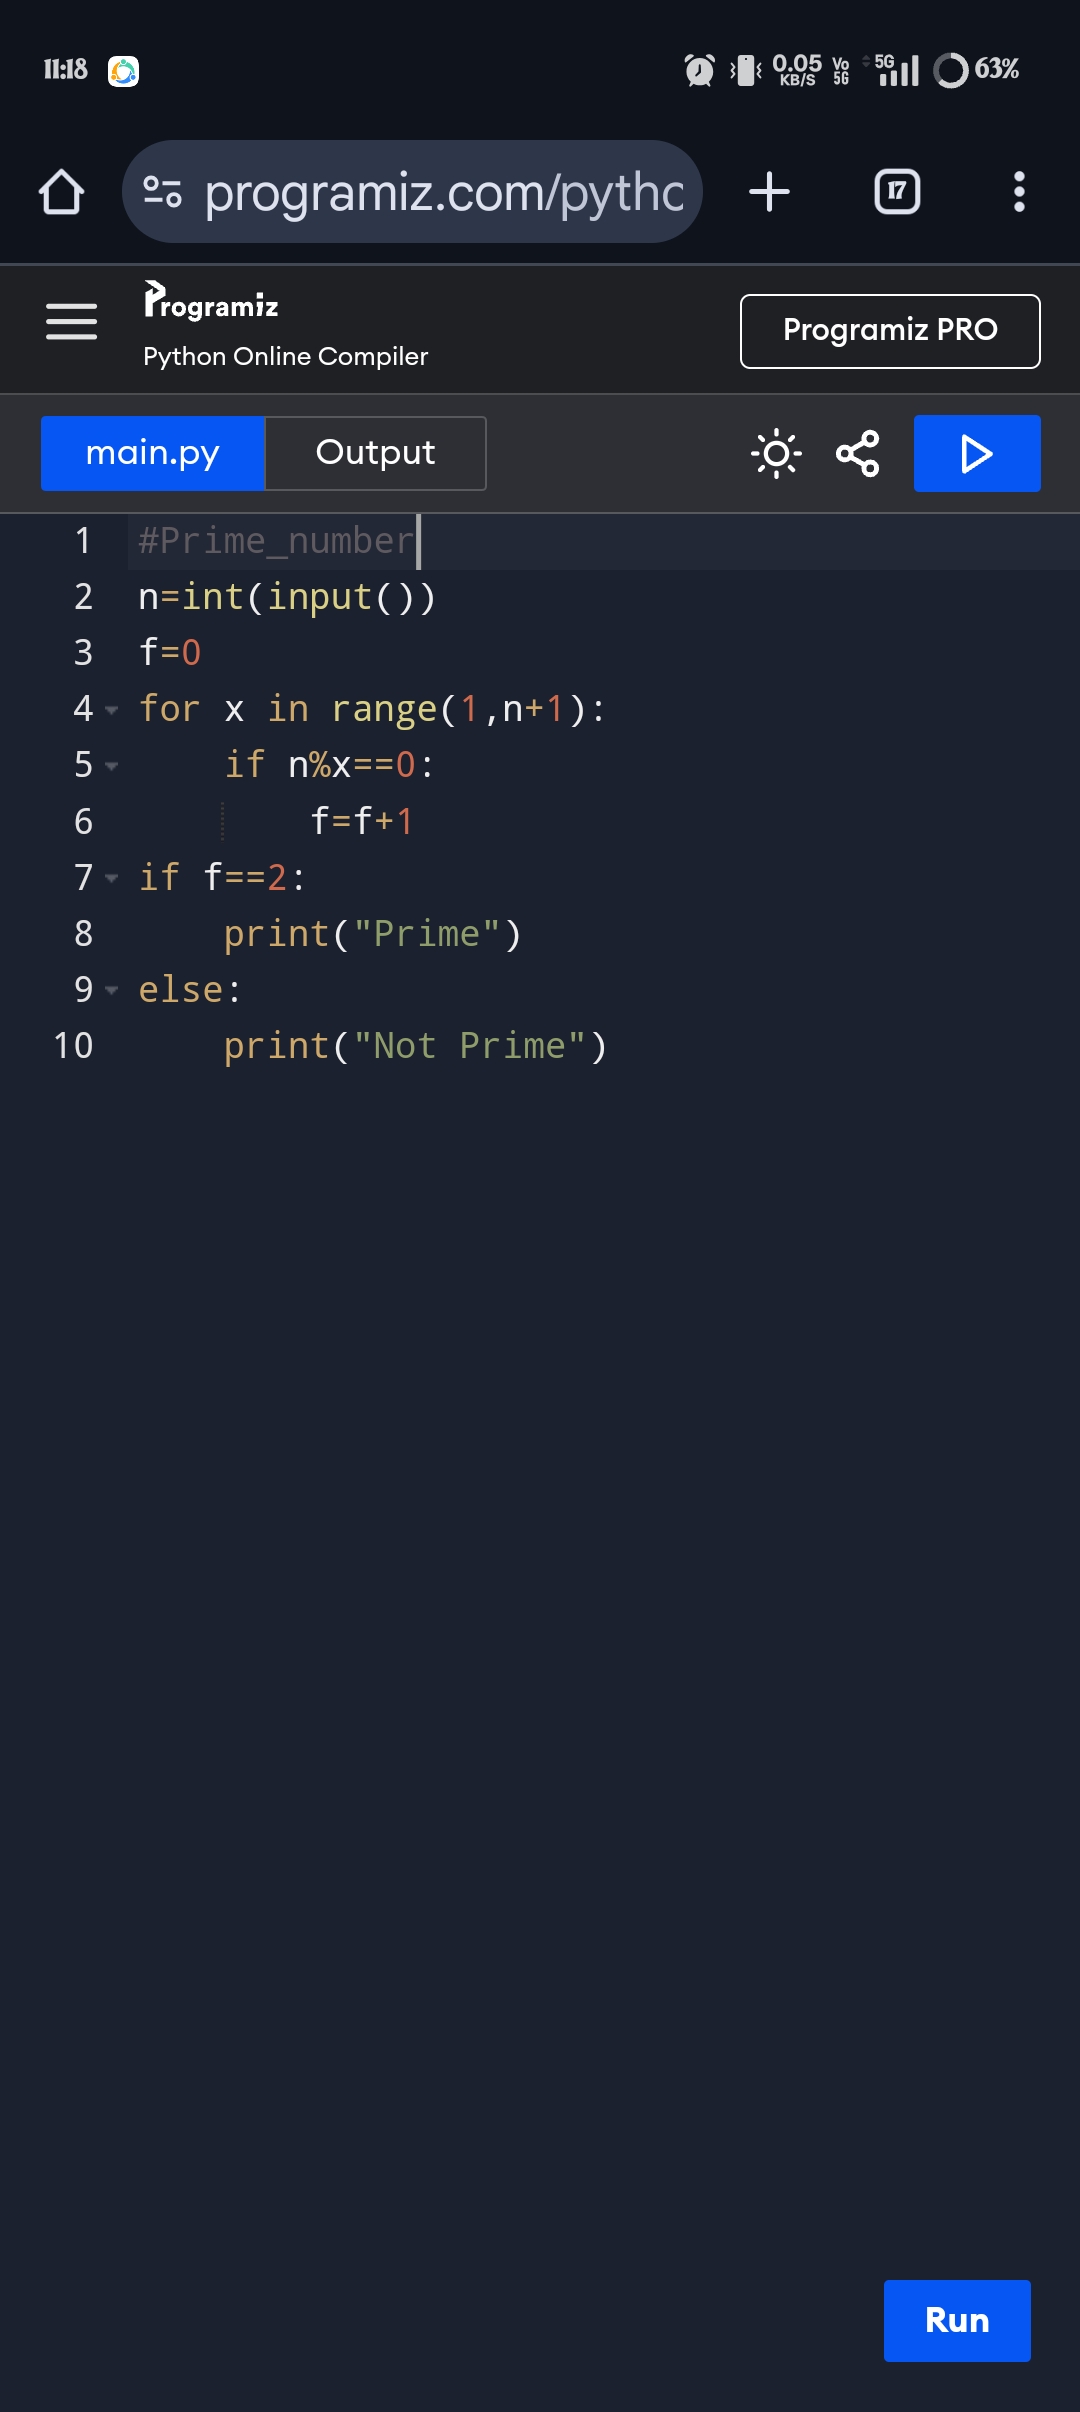 11:18 0.05 KB/S Vo 5G 5G 63%
programiz.com/pytho
17
Programiz
Python Online Compiler
Programiz PRO
main.py Output
1 #Prime_number
2 n=int(input())
3 f=0
4 for x in range(1,n+1):
5     if n%x==0:
6         f=f+1
7 if f==2:
8     print("Prime")
9 else:
10     print("Not Prime")
Run